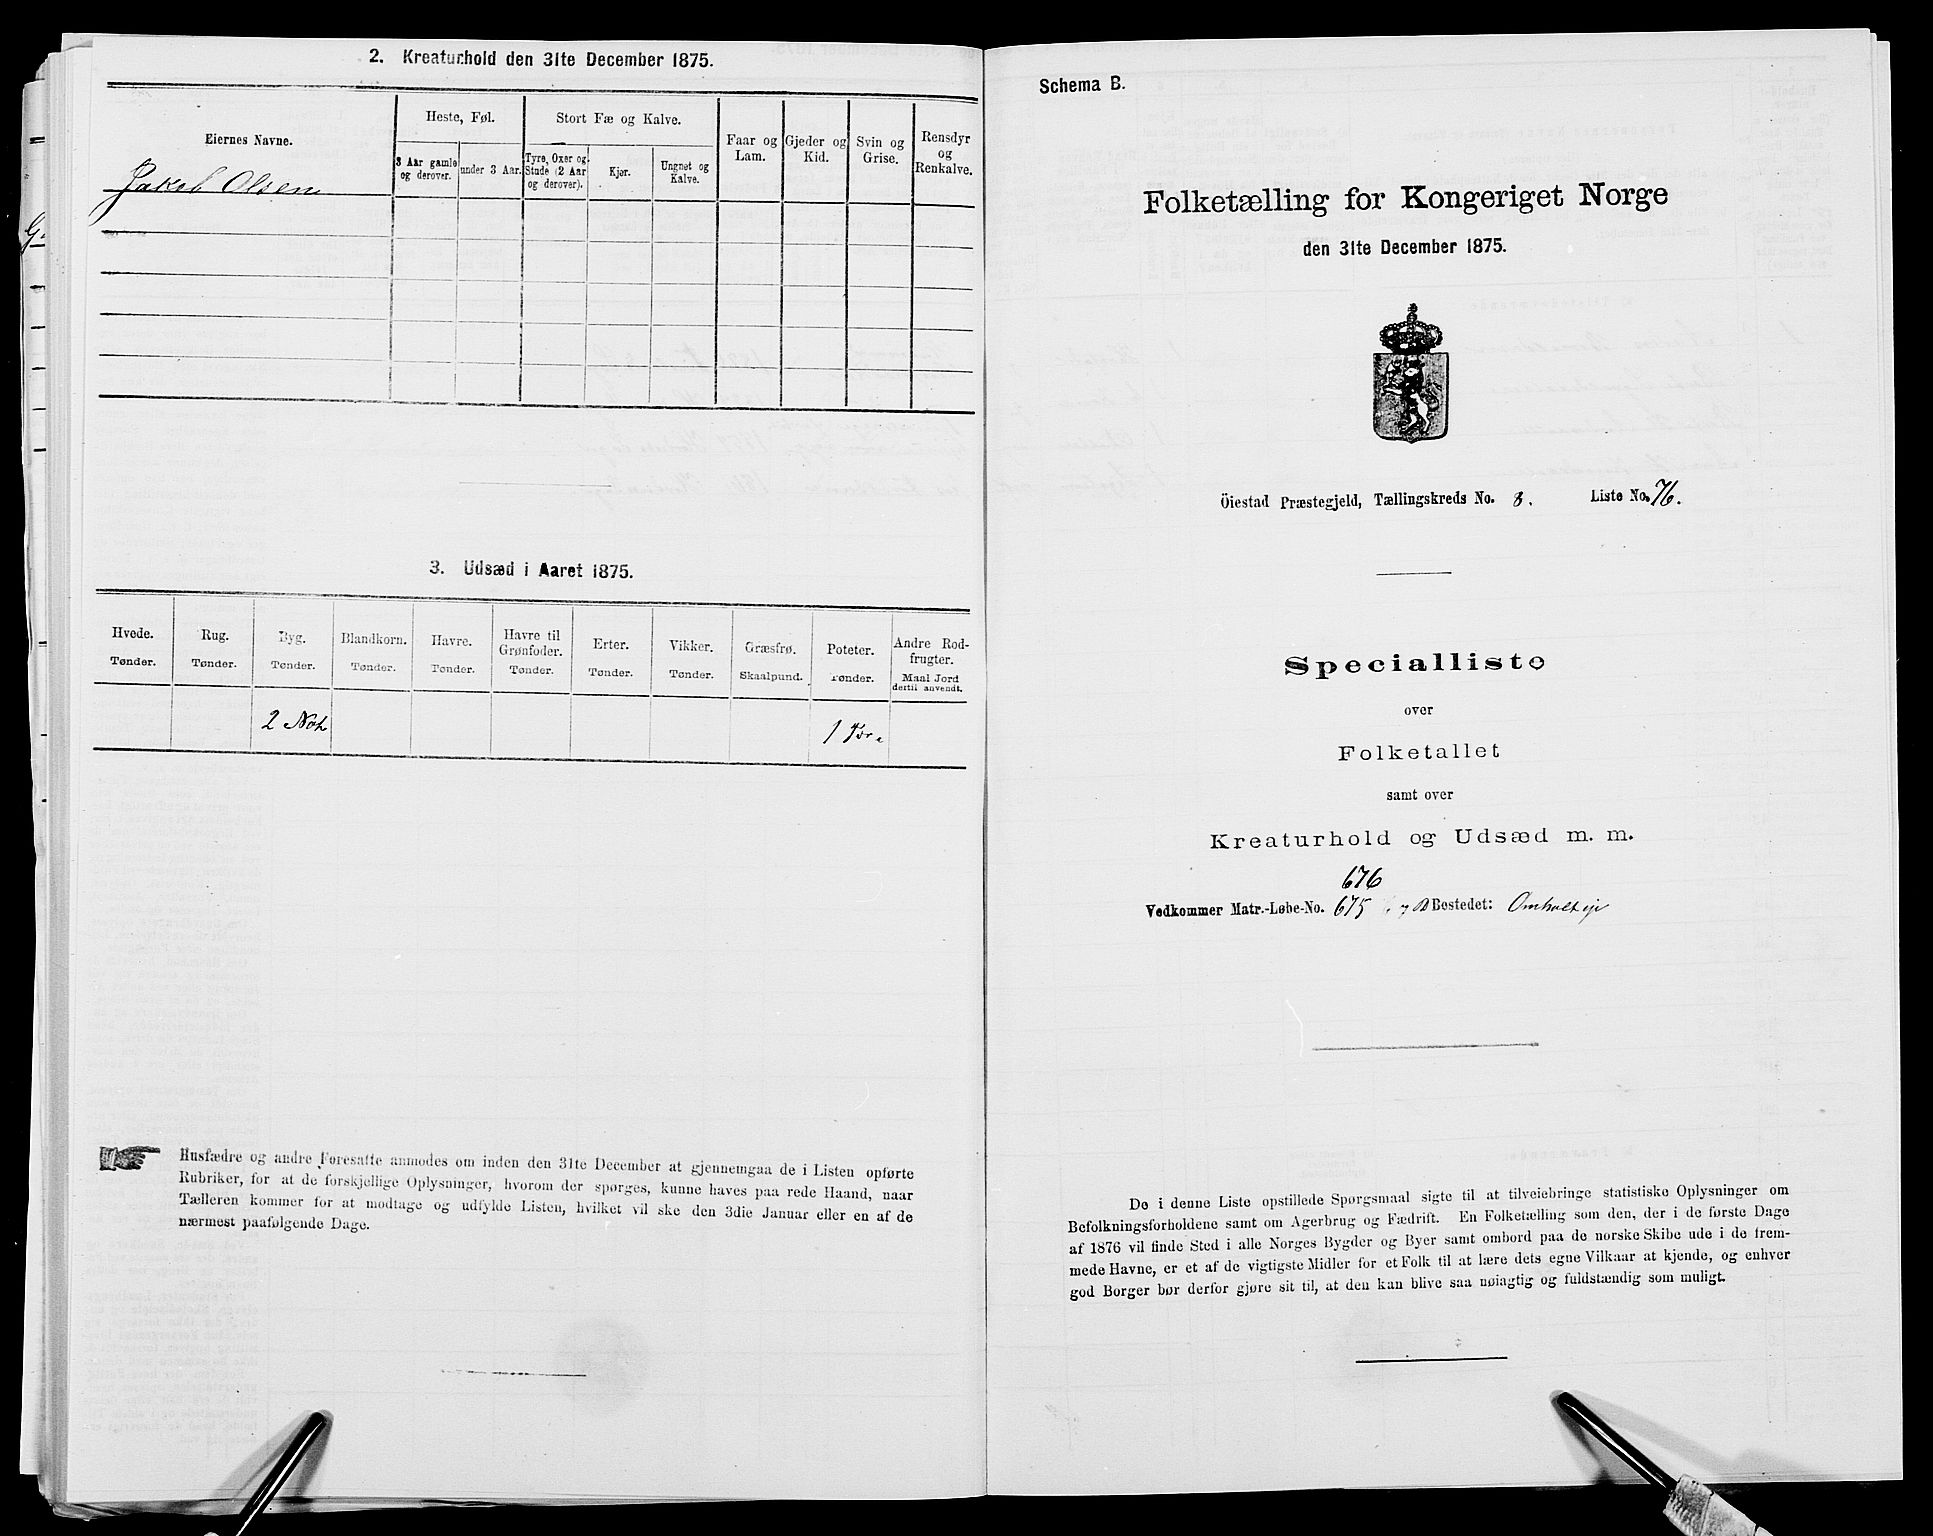 2. Kreaturhold den 31te December 1875.
Eiernes Navne.
Heste, Føl.
Stort Fæ og Kalve.
Faar og Lam.
Gjeder og Kid.
Svin og Grise.
Rensdyr og Renkalve.
3 Aar gamle og derover.
under 3 Aar.
Tyre, Oxer og Stude (2 Aar og derover).
Kjør.
Ungnet og Kalve.
Jakob Olsen
3. Udsæd i Aaret 1875.
Hvede. Rug. Byg. Blandkorn. Havre. Havre til Grønfoder. Erter. Vikker. Græsfrø. Poteter. Andre Rodfrugter.
Tønder. Tønder. Tønder. Tønder. Tønder. Tønder. Tønder. Tønder. Skaalpund. Tønder. Maal Jord dertil anvendt.
2 1
Husfædre og andre Foresatte anmodes om inden den 31te December at gjennemgaa de i Listen opførte
Rubriker, for at de forskjellige Oplysninger, hvorom der spørges, kunne haves paa rede Haand, naar
Tælleren kommer for at modtage og udfylde Listen, hvilket vil ske den 3die Januar eller en af de
nærmest paafølgende Dage.
Schema B.
Folketælling for Kongeriget Norge
den 31te December 1875.
Öiestad Præstegjeld, Tællingskreds No. 8. Liste No. 76.
Specialliste
over
Folketallet
samt over
Kreaturhold og Udsæd m. m.
676
Vedkommer Matr.-Løbe-No. 675 Bostedet: Omholtejе
De i denne Liste opstillede Spørgsmaal sigte til at tilveiebringe statistiske Oplysninger om
Befolkningsforholdene samt om Agerbrug og Fædrift. En Folketælling som den, der i de første Dage
af 1876 vil finde Sted i alle Norges Bygder og Byer samt ombord paa de norske Skibe ude i de frem-
mede Havne, er et af de vigtigste Midler for et Folk til at lære dets egne Vilkaar at kjende, og enhver
god Borger bør derfor gjøre sit til, at den kan blive saa nøiagtig og fuldstændig som muligt.